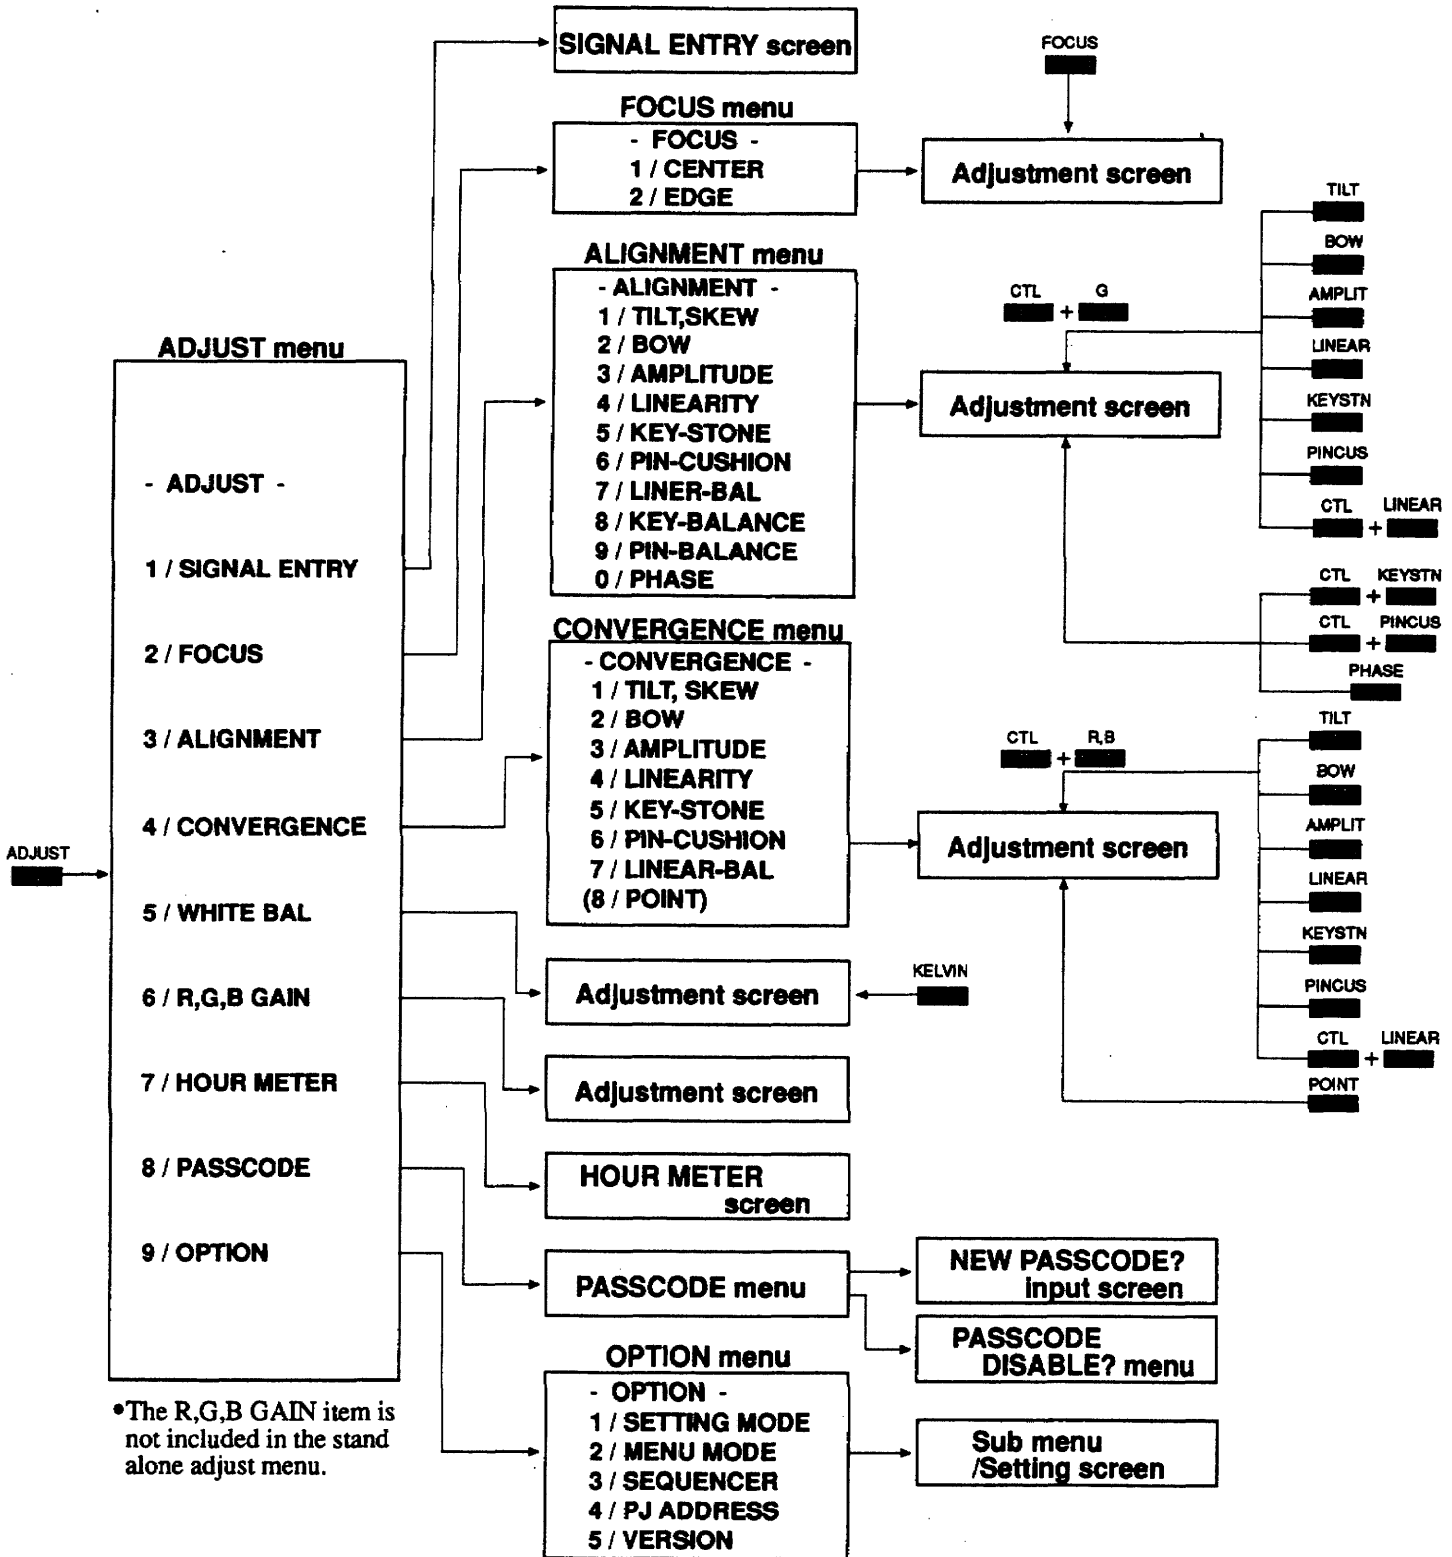 SIGNAL ENTRY screen
FOCUS
FOCUS menu
- FOCUS -
1 / CENTER
2 / EDGE
Adjustment screen
ALIGNMENT menu
- ALIGNMENT -
1 / TILT,SKEW
2 / BOW
3 / AMPLITUDE
4 / LINEARITY
5 / KEY-STONE
6 / PIN-CUSHION
7 / LINER-BAL
8 / KEY-BALANCE
9 / PIN-BALANCE
0 / PHASE
CTL + G
Adjustment screen
TILT
BOW
AMPLIT
LINEAR
KEYSTN
PINCUS
CTL + LINEAR
CTL + KEYSTN
CTL + PINCUS
PHASE
ADJUST menu
ADJUST
- ADJUST -
1 / SIGNAL ENTRY
2 / FOCUS
3 / ALIGNMENT
4 / CONVERGENCE
5 / WHITE BAL
6 / R,G,B GAIN
7 / HOUR METER
8 / PASSCODE
9 / OPTION
•The R,G,B GAIN item is
not included in the stand
alone adjust menu.
CONVERGENCE menu
- CONVERGENCE -
1 / TILT, SKEW
2 / BOW
3 / AMPLITUDE
4 / LINEARITY
5 / KEY-STONE
6 / PIN-CUSHION
7 / LINEAR-BAL
(8 / POINT)
CTL + R,B
Adjustment screen
TILT
BOW
AMPLIT
LINEAR
KEYSTN
PINCUS
CTL + LINEAR
POINT
Adjustment screen
KELVIN
Adjustment screen
HOUR METER
screen
PASSCODE menu
NEW PASSCODE?
input screen
PASSCODE
DISABLE? menu
OPTION menu
- OPTION -
1 / SETTING MODE
2 / MENU MODE
3 / SEQUENCER
4 / PJ ADDRESS
5 / VERSION
Sub menu
/Setting screen